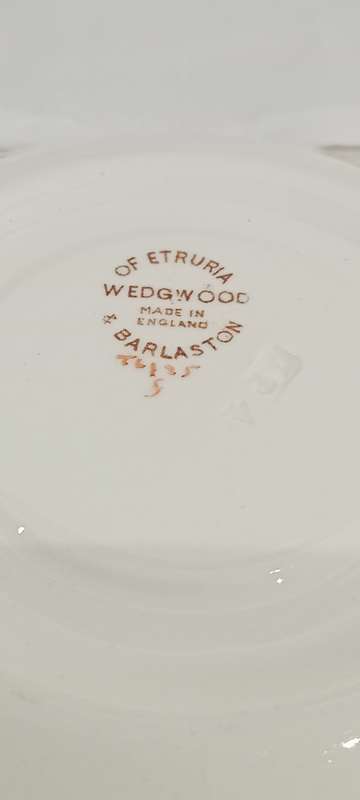 OF ETRURIA
WEDGWOOD
MADE IN
ENGLAND
& BARLASTON